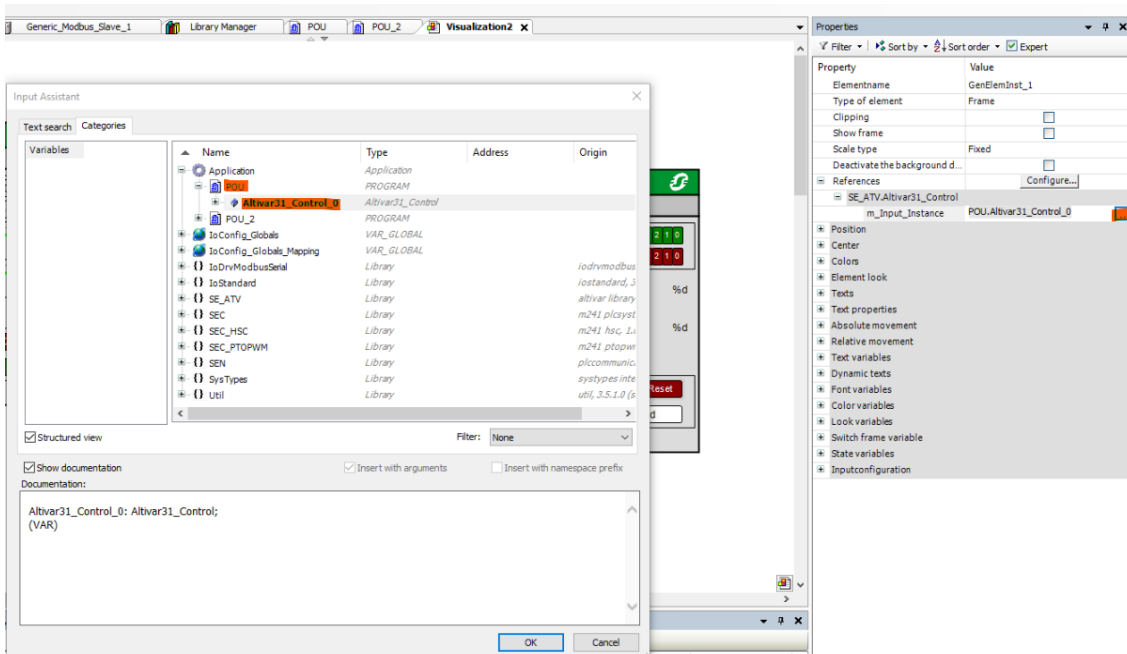 Generic_Modbus_Slave_1 Library Manager POU POU_2 Visualization2 X
Input Assistant
Text search Categories
Variables
Name Type Address Origin
Application Application
POU PROGRAM
Altivar31_Control_0 Altivar31_Control
POU_2 PROGRAM
IoConfig_Globals VAR_GLOBAL
IoConfig_Globals_Mapping VAR_GLOBAL
IoDrvModbusSerial Library iodrvmodbus
IoStandard Library iostandard, 3
SE_ATV Library altivar library
SEC Library m241 plcsyst
SEC_HSC Library m241 hsc, 1.
SEC_PTOPWM Library m241 ptopw
SEN Library plccommunic
SysTypes Library systypes inte
Util Library util, 3.5.1.0 (s
Structured view Filter: None
Show documentation Insert with arguments Insert with namespace prefix
Documentation:
Altivar31_Control_0: Altivar31_Control;
(VAR)
OK Cancel
2 1 0
2 1 0
%d
%d
Reset
d
Properties
Filter Sort by Sort order Expert
Property Value
Elementname GenElemInst_1
Type of element Frame
Clipping
Show frame
Scale type Fixed
Deactivate the background d...
References Configure...
SE_ATV.Altivar31_Control
m_Input_Instance POU.Altivar31_Control_0 ...
Position
Center
Colors
Element look
Texts
Text properties
Absolute movement
Relative movement
Text variables
Dynamic texts
Font variables
Color variables
Look variables
Switch frame variable
State variables
Inputconfiguration